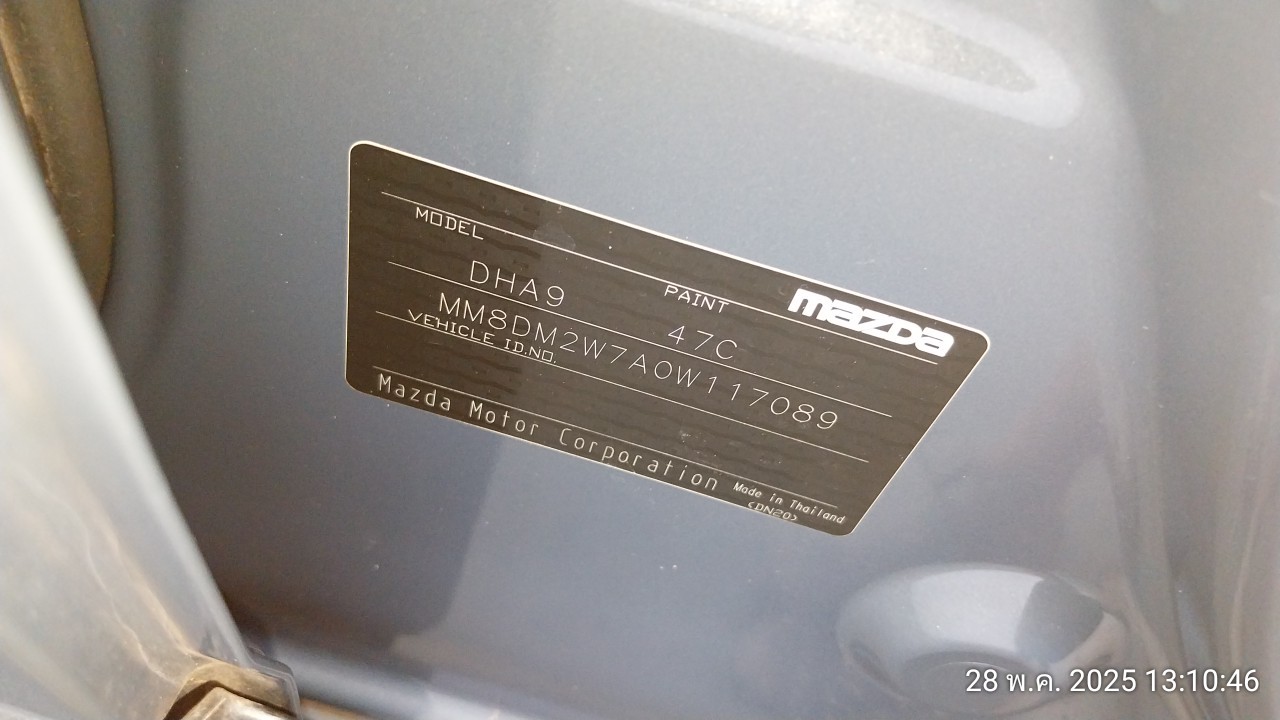 MODEL
DHA9
PAINT
47C
mazda
MM8DM2W7A0W117089
VEHICLE ID.NO.
Mazda Motor Corporation
Made in Thailand
(DN20)
28 พ.ค. 2025 13:10:46